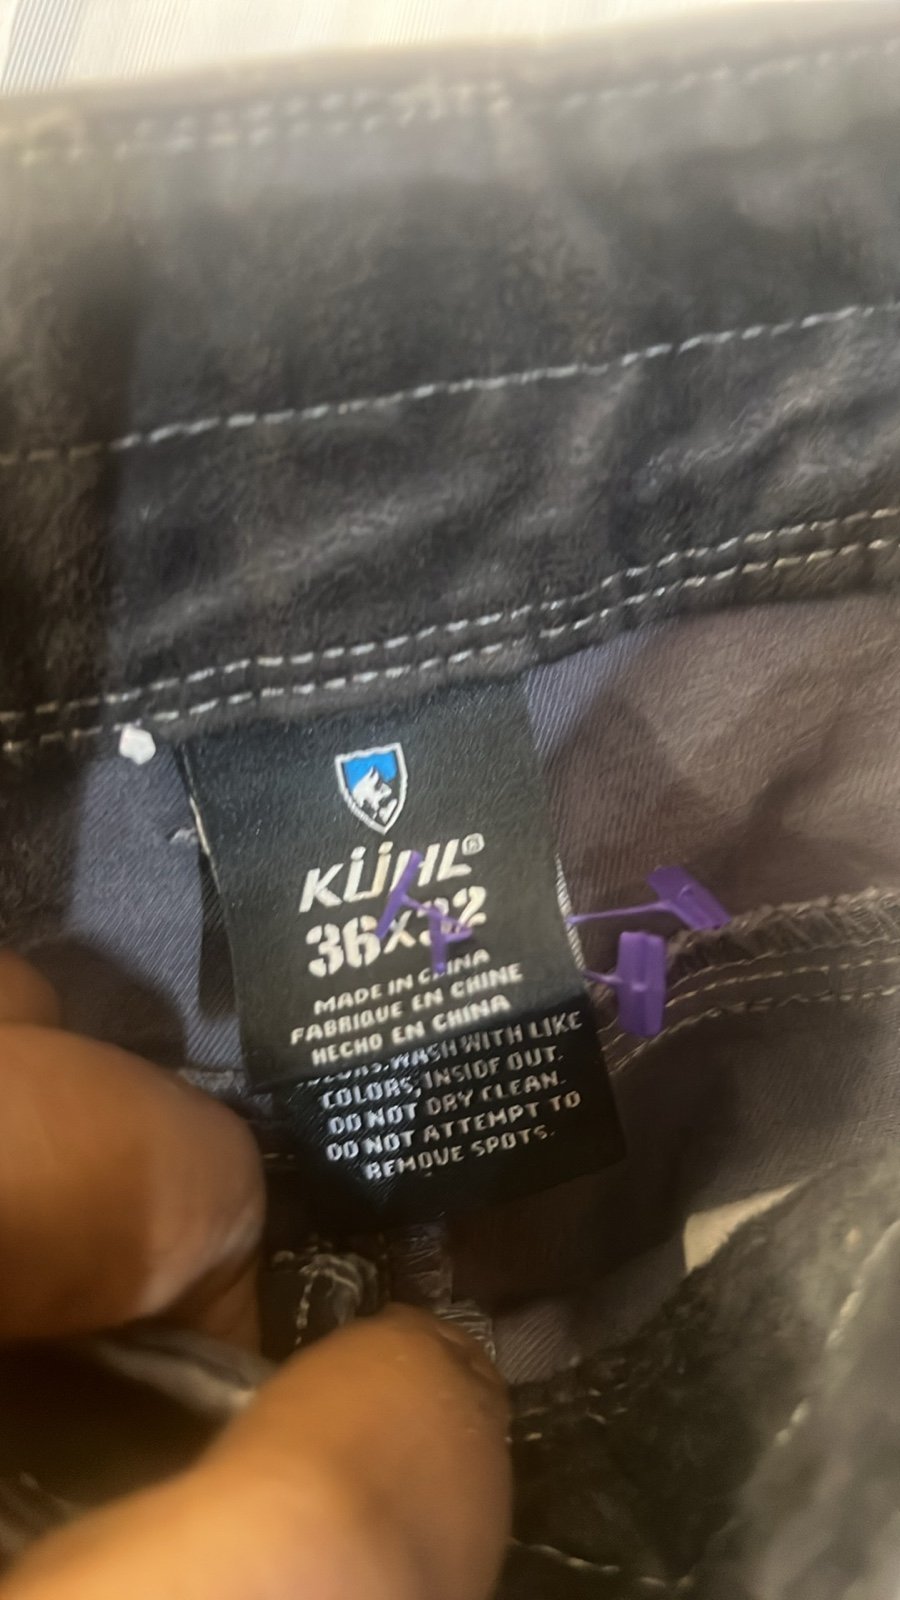 KÜHL®
36X32
MADE IN CHINA
FABRIQUE EN CHINE
HECHO EN CHINA
COLORS. WASH WITH LIKE
COLORS, INSIDE OUT.
DO NOT DRY CLEAN.
DO NOT ATTEMPT TO
REMOVE SPOTS.